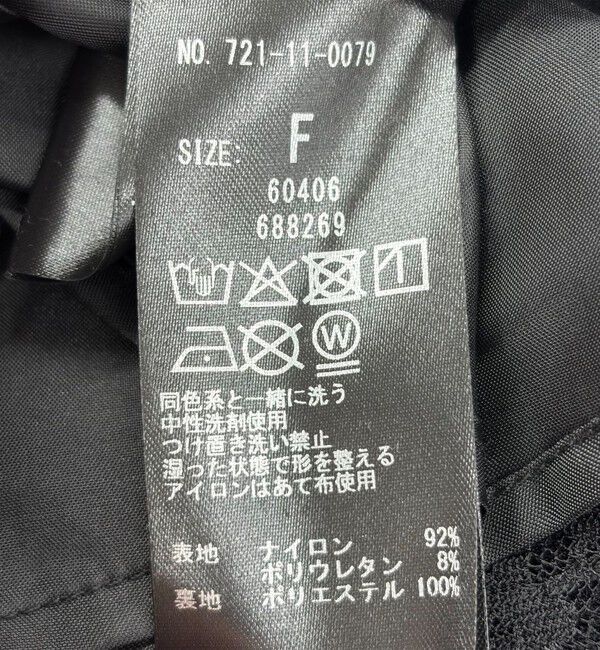 NO. 721-11-0079
SIZE: F
60406
688269
W
同色系と一緒に洗う
中性洗剤使用
つけ置き洗い禁止
湿った状態で形を整える
アイロンはあて布使用
表地 ナイロン 92%
ポリウレタン 8%
裏地 ポリエステル 100%